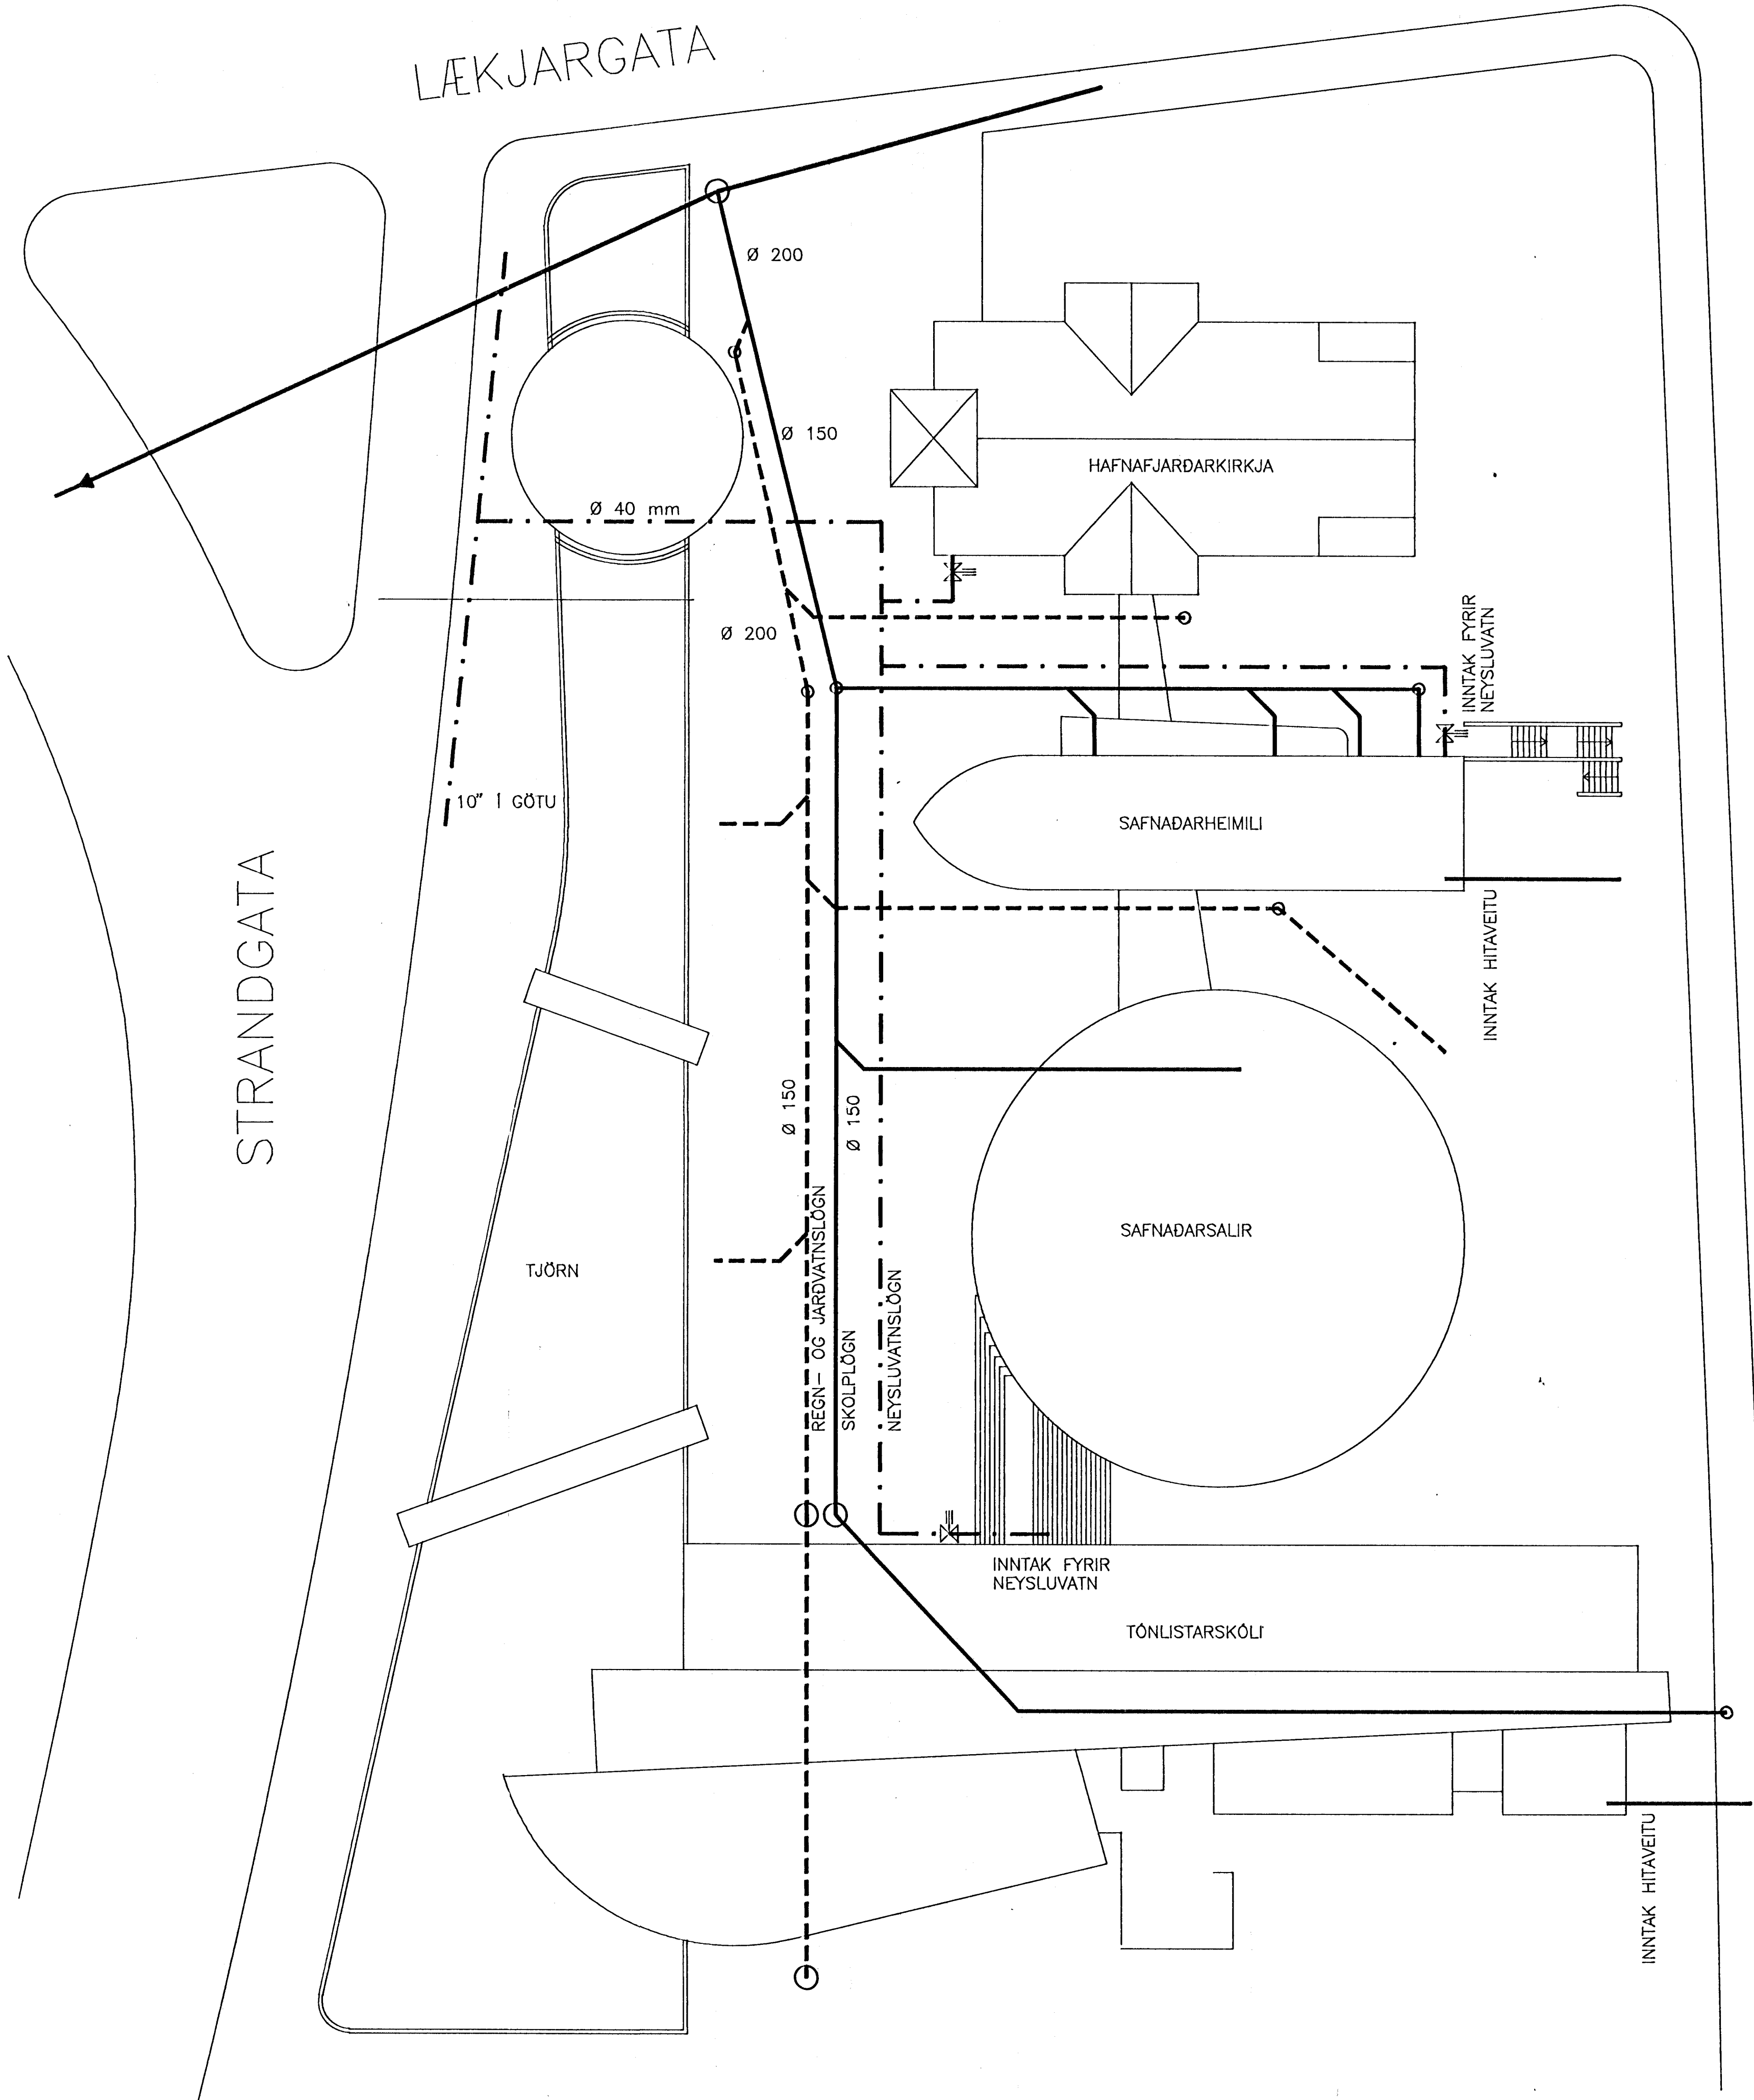 LÆKJARGATA
Ø 200
Ø 150
HAFNAFJARÐARKIRKJA
Ø 40 mm
Ø 200
INNTAK FYRIR
NEYSLUVATN
10” Í GÖTU
SAFNAÐARHEIMILI
STRANDGATA
INNTAK HITAVEITU
Ø 150
Ø 150
REGN- OG JARÐVATNSLÖGN
SKOLPLÖGN
NEYSLUVATNSLÖGN
SAFNAÐARSALIR
TJÖRN
INNTAK FYRIR
NEYSLUVATN
TÓNLISTARSKÓLI
INNTAK HITAVEITU